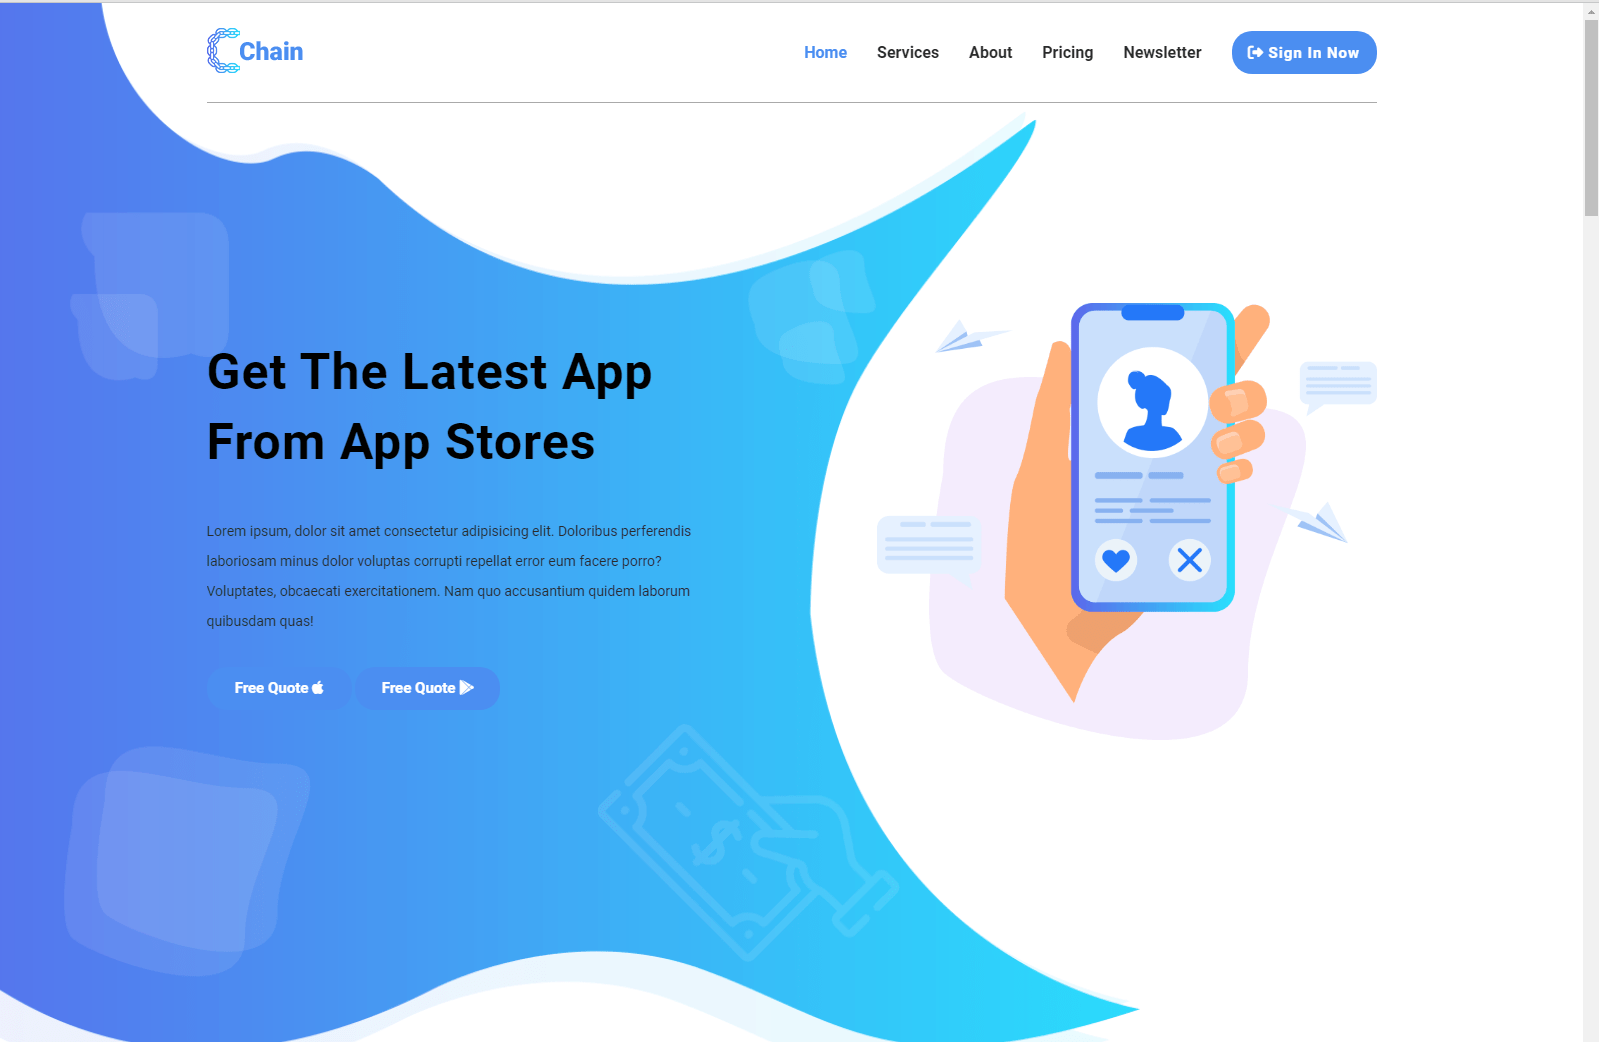 Chain
Home Services About Pricing Newsletter Sign In Now
Get The Latest App
From App Stores
Lorem ipsum, dolor sit amet consectetur adipisicing elit. Doloribus perferendis
laboriosam minus dolor voluptas corrupti repellat error eum facere porro?
Voluptates, obcaecati exercitationem. Nam quo accusantium quidem laborum
quibusdam quas!
Free Quote Free Quote